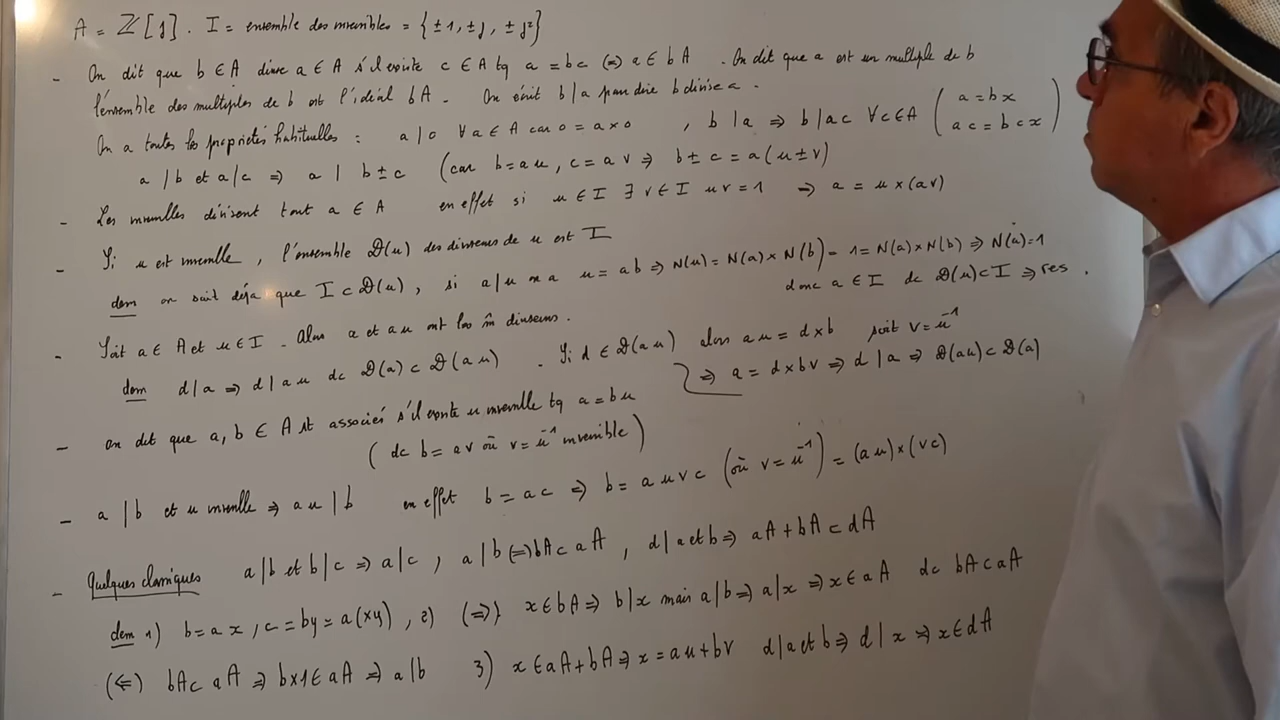 A = ℤ[j]. I = ensemble des inversibles = {±1, ±j, ±j²}
- On dit que b ∈ A divise a ∈ A s'il existe c ∈ A tq a = bc ⇔ a ∈ bA. On dit que a est un multiple de b
l'ensemble des multiples de b est l'idéal bA. On écrit b|a pour dire b divise a.
On a toutes les propriétés habituelles : a|0 ∀a ∈ A car 0 = a×0 , b|a ⇒ b|ac ∀c ∈ A (a = bx
ac = bcx)
a|b et a|c ⇒ a | b±c (car b = au, c = av ⇒ b±c = a(u±v)
- Les inversibles divisent tout a ∈ A en effet si u ∈ I ∃ v ∈ I uv = 1 ⇒ a = u×(av)
- Si u est inversible, l'ensemble 𝒟(u) des diviseurs de u est I
dem on sait déjà que I ⊂ 𝒟(u), si a|u on a u = ab ⇒ N(u) = N(a)×N(b) = 1 = N(a)×N(b) ⇒ N(a) = 1
donc a ∈ I dc 𝒟(u) ⊂ I ⇒ res.
- Soit a ∈ A et u ∈ I. Alors a et au ont les m̂ diviseurs.
dem d|a ⇒ d|au dc 𝒟(a) ⊂ 𝒟(au). Si d ∈ 𝒟(au) alors au = d×b soit v = u⁻¹
⇒ a = d×bv ⇒ d|a ⇒ 𝒟(au) ⊂ 𝒟(a)
- on dit que a, b ∈ A st associés s'il existe u inversible tq a = bu
(dc b = av où v = u⁻¹ inversible)
- a|b et u inversible ⇒ au|b en effet b = ac ⇒ b = auvc (où v = u⁻¹) = (au)×(vc)
- Quelques classiques a|b et b|c ⇒ a|c , a|b ⇔ bA ⊂ aA , d|a et b ⇒ aA + bA ⊂ dA
dem 1) b = ax, c = by = a(xy) , 2) (⇒) x ∈ bA ⇒ b|x mais a|b ⇒ a|x ⇒ x ∈ aA dc bA ⊂ aA
(⇐) bA ⊂ aA ⇒ b×1 ∈ aA ⇒ a|b 3) x ∈ aA + bA ⇒ x = au + bv d|a et b ⇒ d|x ⇒ x ∈ dA